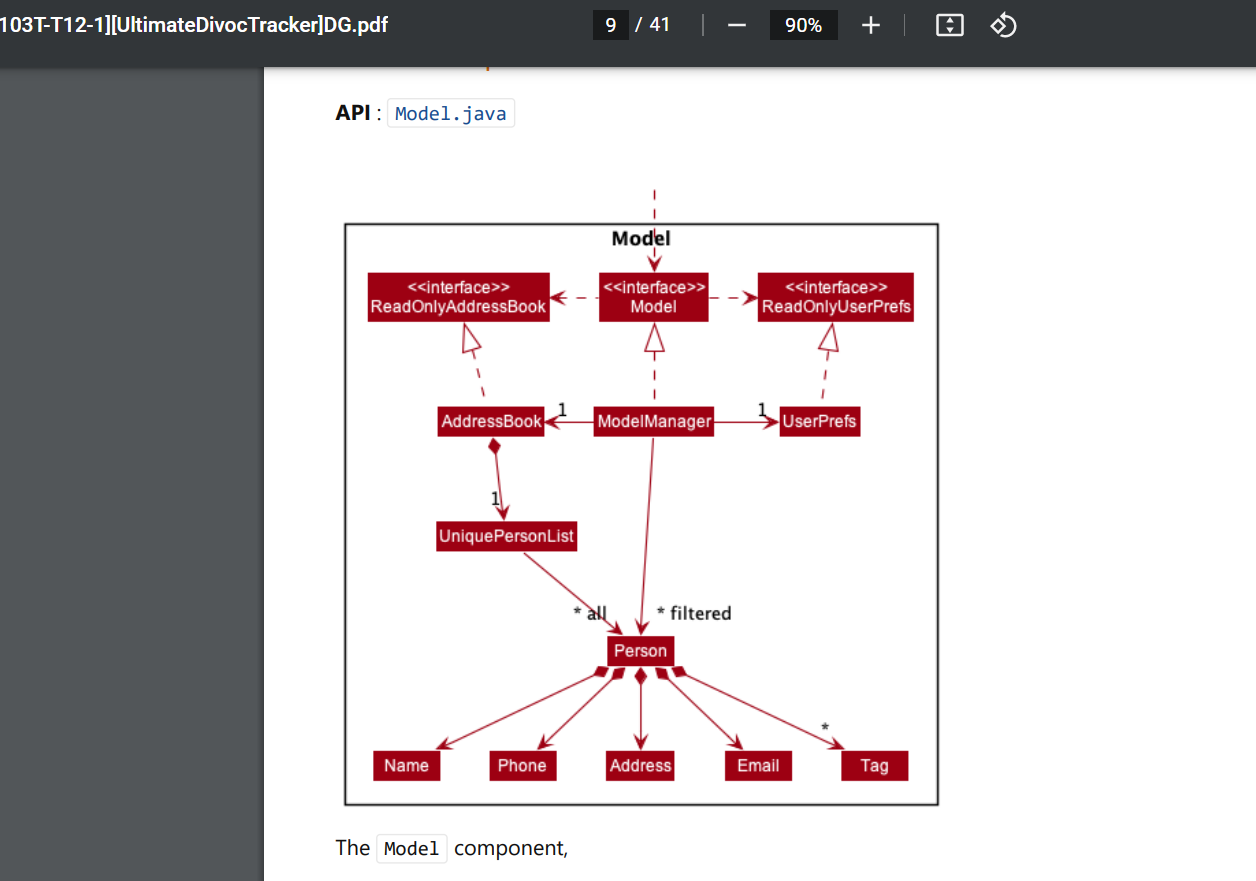 103T-T12-1][UltimateDivocTracker]DG.pdf
9 / 41
90%
API : Model.java
Model
<<interface>>
ReadOnlyAddressBook
<<interface>>
Model
<<interface>>
ReadOnlyUserPrefs
AddressBook
1
ModelManager
1
UserPrefs
1
UniquePersonList
* all
* filtered
Person
*
Name
Phone
Address
Email
Tag
The Model component,